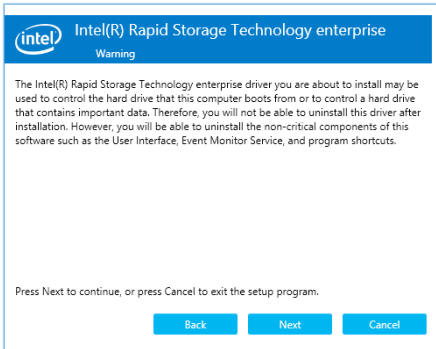 intel
Intel(R) Rapid Storage Technology enterprise
Warning
The Intel(R) Rapid Storage Technology enterprise driver you are about to install may be
used to control the hard drive that this computer boots from or to control a hard drive
that contains important data. Therefore, you will not be able to uninstall this driver after
installation. However, you will be able to uninstall the non-critical components of this
software such as the User Interface, Event Monitor Service, and program shortcuts.
Press Next to continue, or press Cancel to exit the setup program.
Back Next Cancel